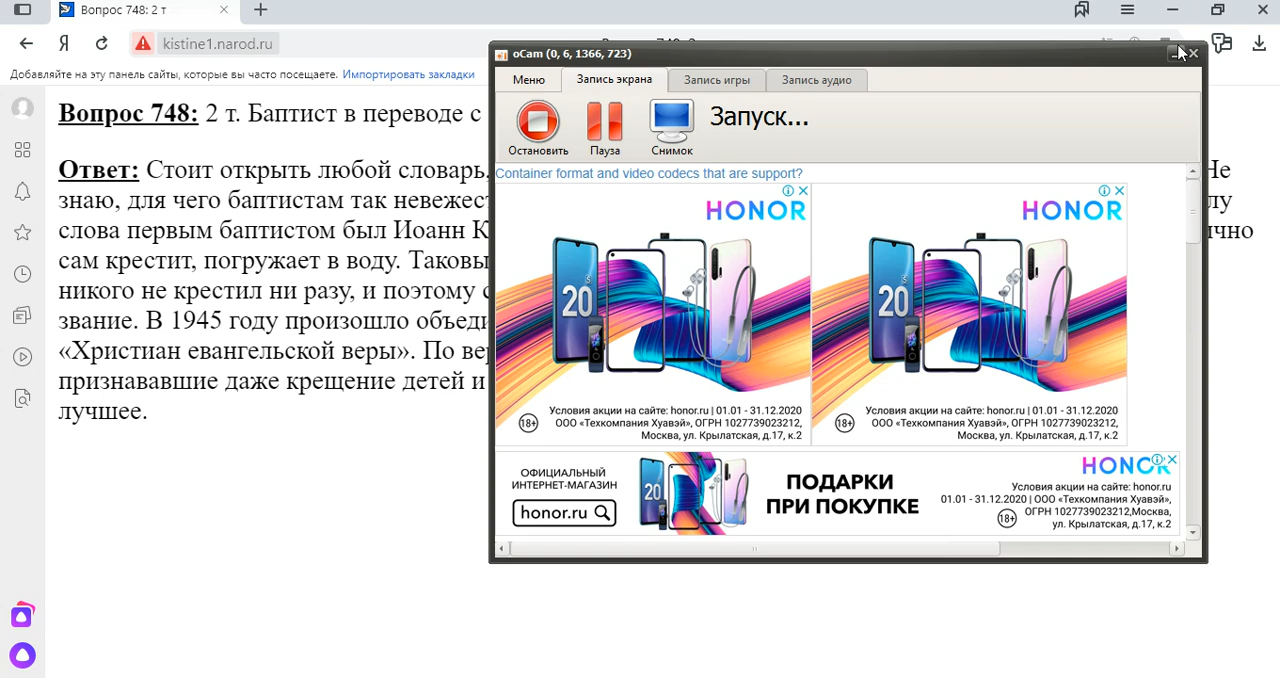 Вопрос 748: 2 т
kistine1.narod.ru
Добавляйте на эту панель сайты, которые вы часто посещаете. Импортировать закладки
Вопрос 748: 2 т. Баптист в переводе с
Ответ: Стоит открыть любой словарь,
знаю, для чего баптистам так
слова первым баптистом был Иоанн
сам крестит, погружает в воду.
никого не крестил ни разу, и поэтому
звание. В 1945 году произошло
«Христиан евангельской веры». По
признававшие даже крещение детей и
лучшее.
Не
oCam (0, 6, 1366, 723)
Меню
Запись экрана
Запись игры
Запись аудио
Остановить
Пауза
Снимок
Запуск...
Container format and video codecs that are support?
HONOR
20
Условия акции на сайте: honor.ru | 01.01 - 31.12.2020
ООО «Техкомпания Хуавэй», ОГРН 1027739023212,
Москва, ул. Крылатская, д.17, к.2
18+
HONOR
20
Условия акции на сайте: honor.ru | 01.01 - 31.12.2020
ООО «Техкомпания Хуавэй», ОГРН 1027739023212,
Москва, ул. Крылатская, д.17, к.2
18+
ОФИЦИАЛЬНЫЙ
ИНТЕРНЕТ-МАГАЗИН
honor.ru
20
ПОДАРКИ
ПРИ ПОКУПКЕ
HONOR
Условия акции на сайте: honor.ru
01.01 - 31.12.2020 | ООО «Техкомпания Хуавэй»,
18+
ОГРН 1027739023212,Москва,
ул. Крылатская, д.17, к.2